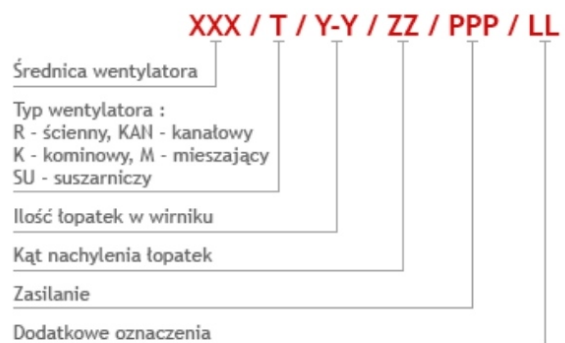 XXX / T / Y-Y / ZZ / PPP / LL
Średnica wentylatora
Typ wentylatora :
R - ścienny, KAN - kanałowy
K - kominowy, M - mieszający
SU - suszarniczy
Ilość łopatek w wirniku
Kąt nachylenia łopatek
Zasilanie
Dodatkowe oznaczenia